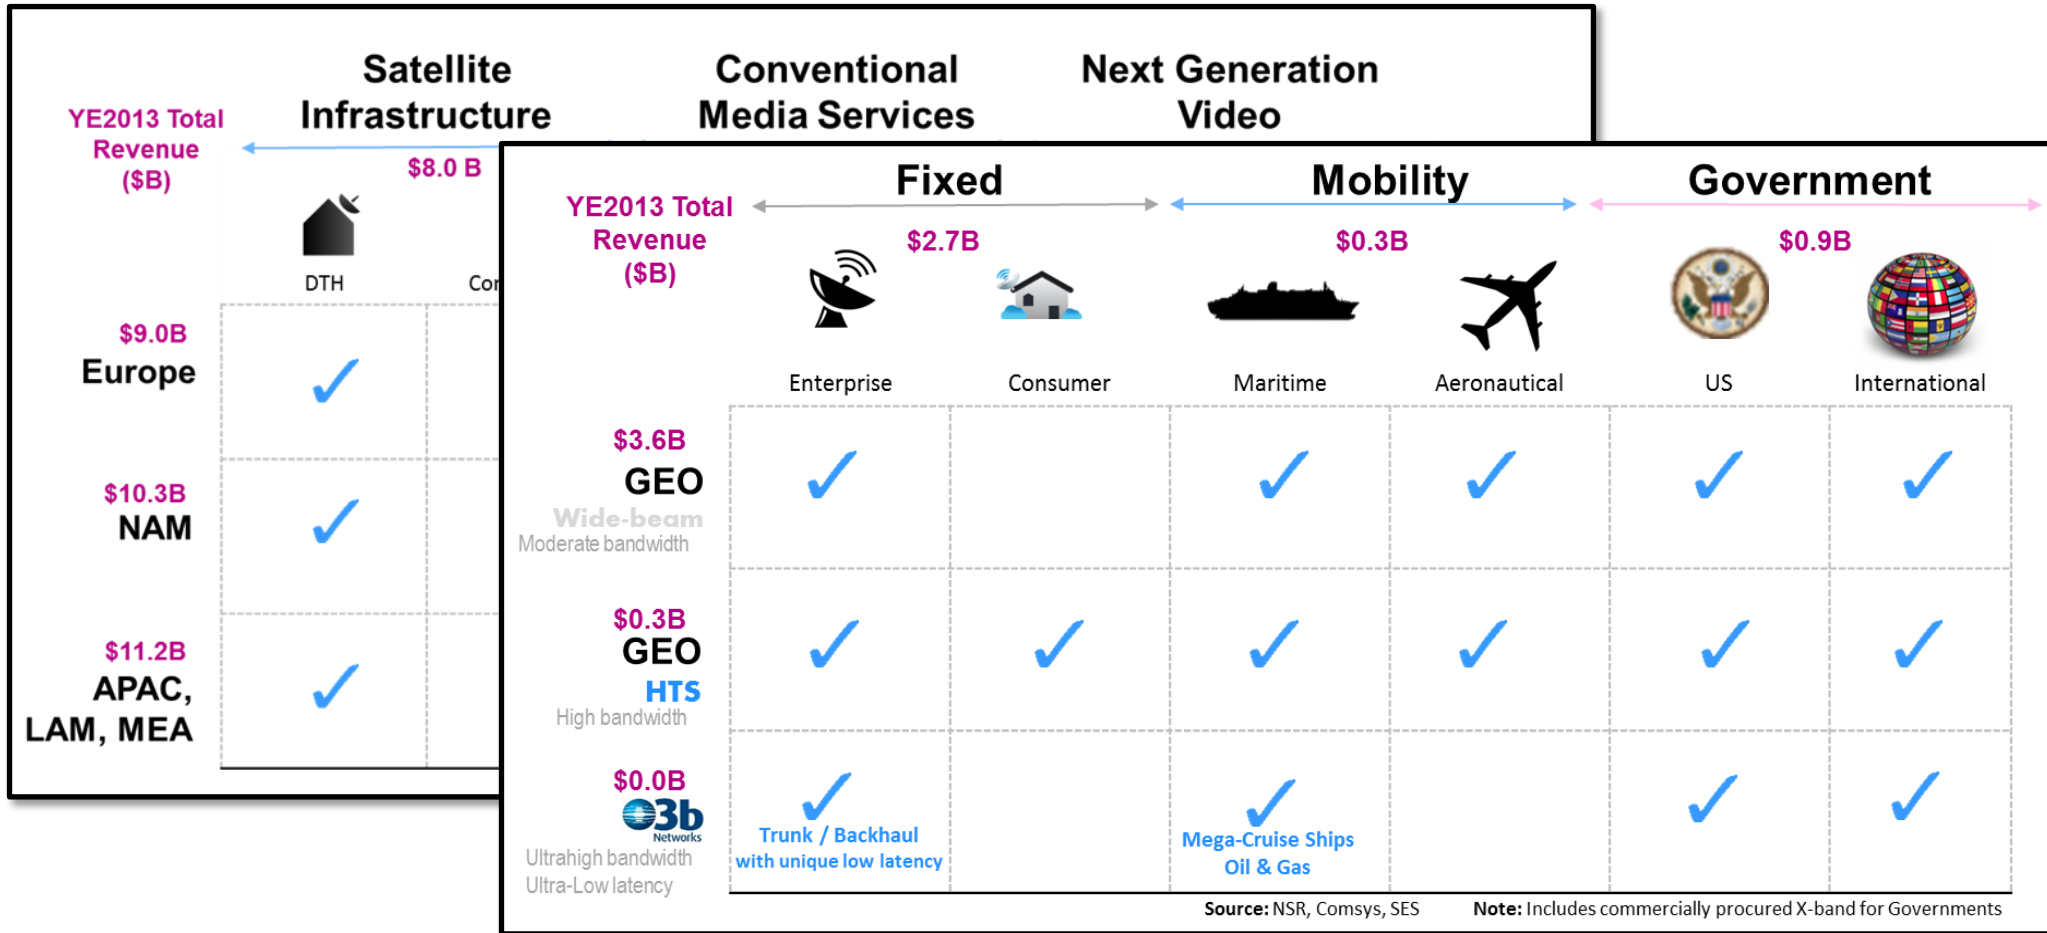 Satellite
Infrastructure
Conventional
Media Services
Next Generation
Video
YE2013 Total
Revenue
($B)
$8.0 B
DTH
$9.0B
Europe
$10.3B
NAM
$11.2B
APAC,
LAM, MEA
Fixed
Mobility
Government
YE2013 Total
Revenue
($B)
$2.7B
$0.3B
$0.9B
Enterprise
Consumer
Maritime
Aeronautical
US
International
$3.6B
GEO
Wide-beam
Moderate bandwidth
$0.3B
GEO
HTS
High bandwidth
$0.0B
O3b
Networks
Ultrahigh bandwidth
Ultra-Low latency
Trunk / Backhaul
with unique low latency
Mega-Cruise Ships
Oil & Gas
Source: NSR, Comsys, SES
Note: Includes commercially procured X-band for Governments